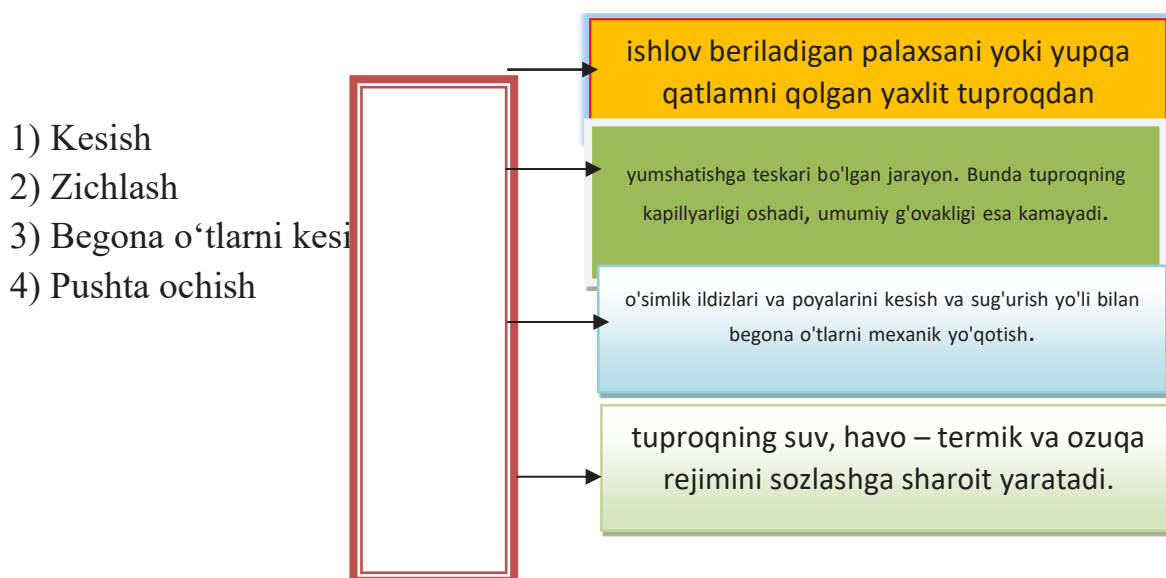 1) Kesish
2) Zichlash
3) Begona o‘tlarni kesi
4) Pushta ochish
ishlov beriladigan palaxsani yoki yupqa
qatlamni qolgan yaxlit tuproqdan
yumshatishga teskari bo'lgan jarayon. Bunda tuproqning
kapillyarligi oshadi, umumiy g'ovakligi esa kamayadi.
o'simlik ildizlari va poyalarini kesish va sug'urish yo'li bilan
begona o'tlarni mexanik yo'qotish.
tuproqning suv, havo – termik va ozuqa
rejimini sozlashga sharoit yaratadi.